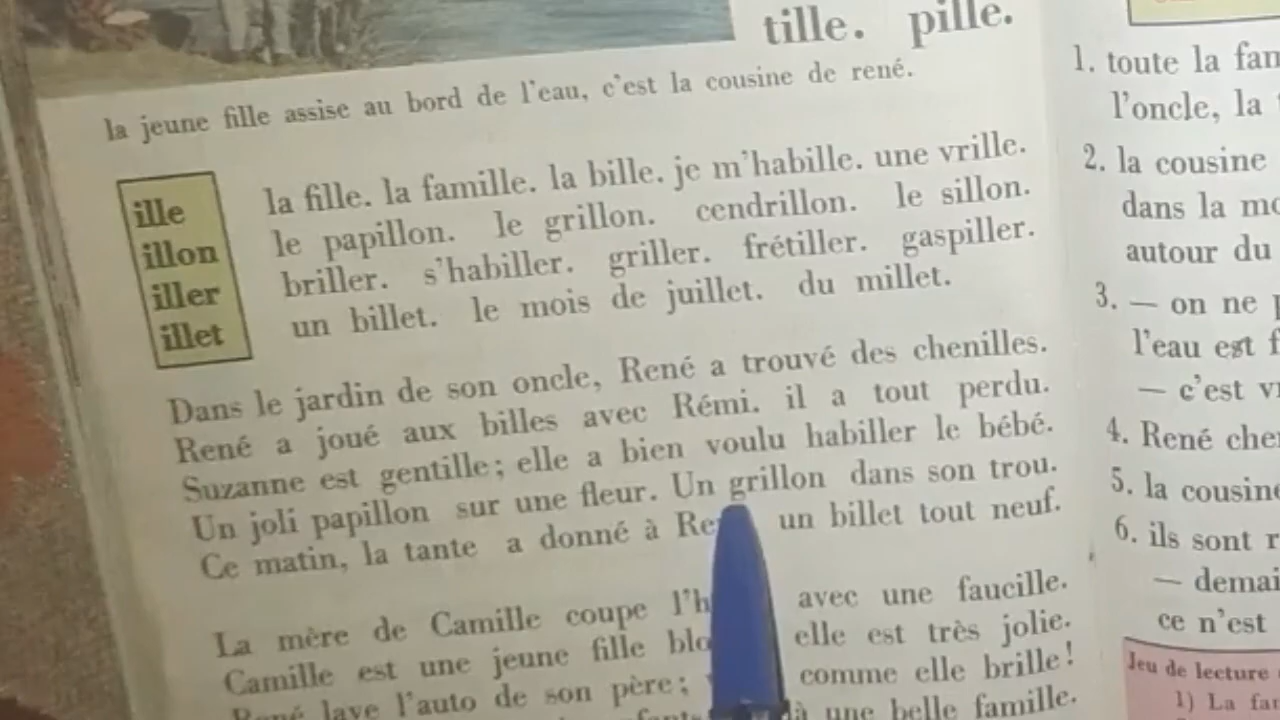 tille. pille.
la jeune fille assise au bord de l'eau, c'est la cousine de rené.
ille
illon
iller
illet
la fille. la famille. la bille. je m'habille. une vrille.
le papillon. le grillon. cendrillon. le sillon.
briller. s'habiller. griller. frétiller. gaspiller.
un billet. le mois de juillet. du millet.
Dans le jardin de son oncle, René a trouvé des chenilles.
René a joué aux billes avec Rémi. il a tout perdu.
Suzanne est gentille; elle a bien voulu habiller le bébé.
Un joli papillon sur une fleur. Un grillon dans son trou.
Ce matin, la tante a donné à un billet tout neuf.
La mère de Camille coupe avec une faucille.
Camille est une jeune fille elle est très jolie.
René lave l'auto de son père; comme elle brille!
une belle famille.
1. toute la
l'oncle, la
2. la cousine
dans la
autour du
3. — on ne
l'eau est
— c'est
4. René
5. la
6. ils sont
—
ce n'est
Jeu de lecture
1) La